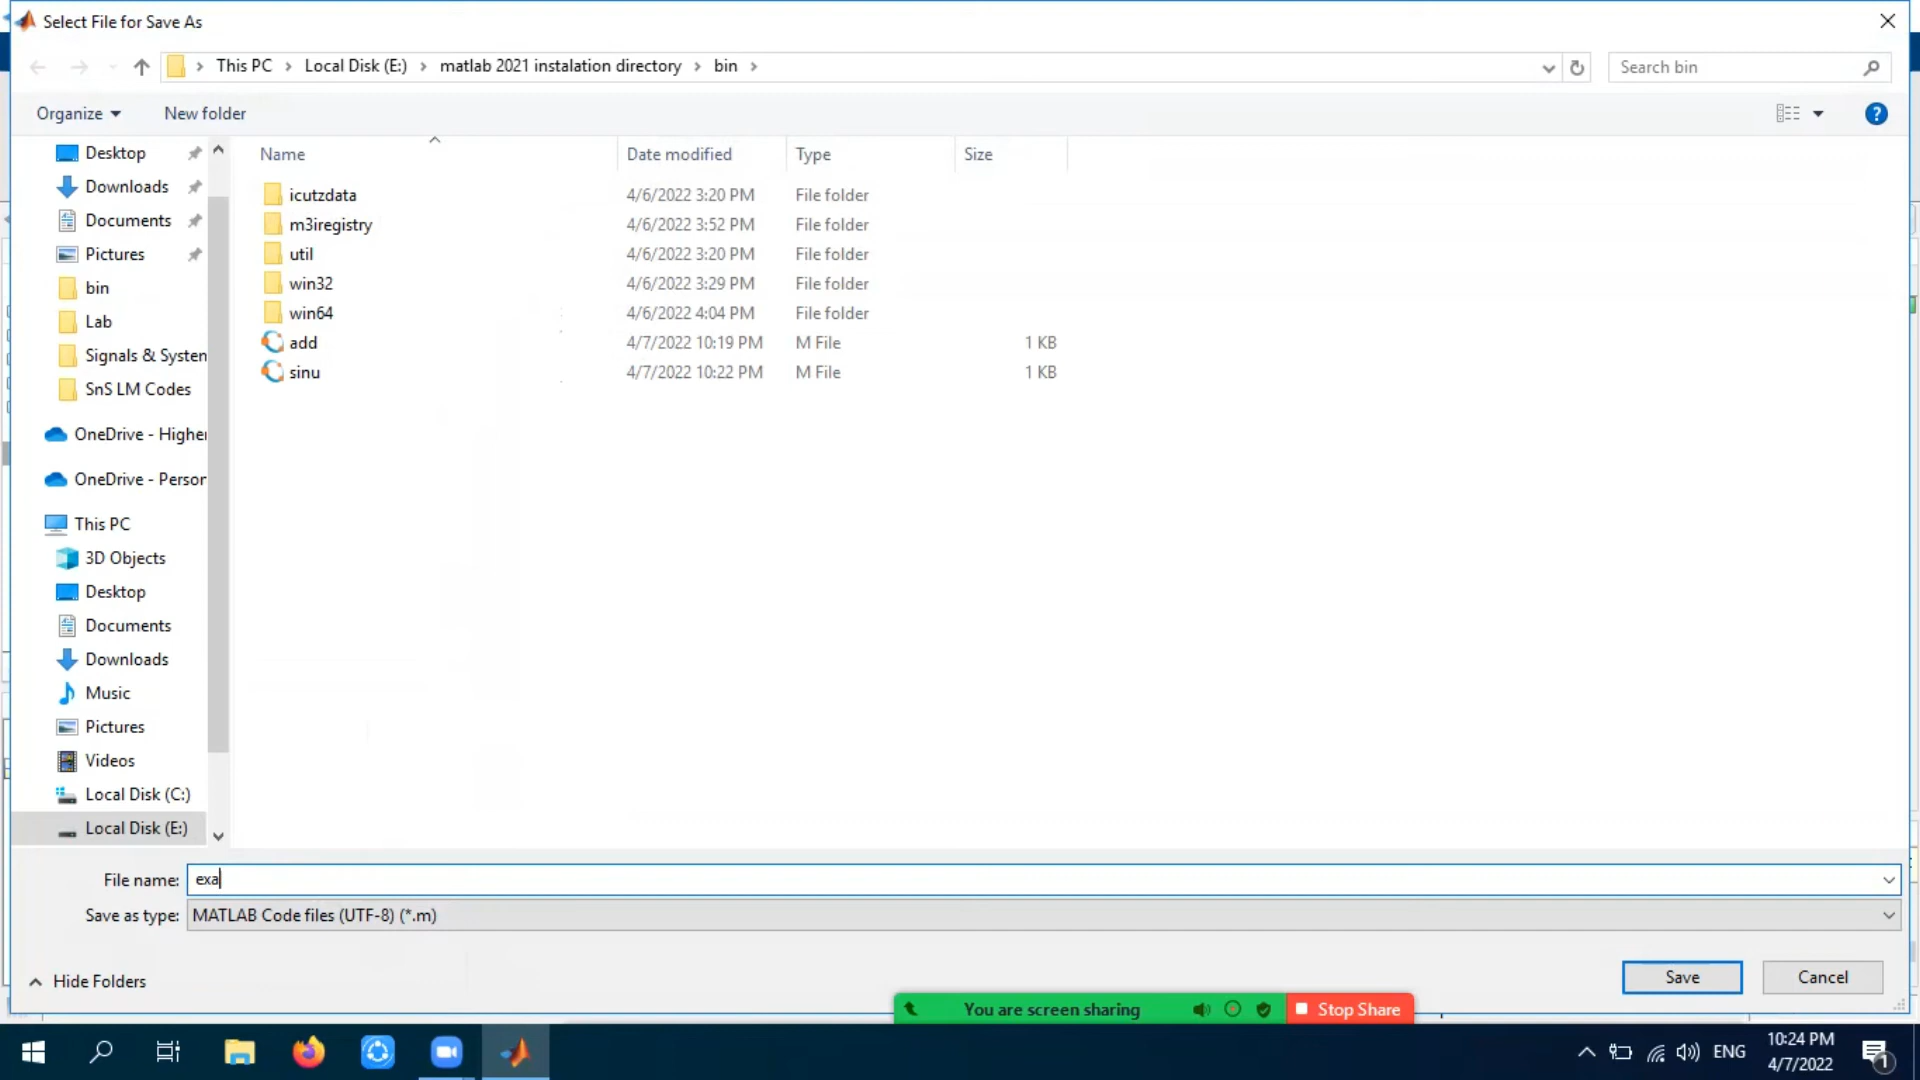 Select File for Save As
This PC
Local Disk (E:)
matlab 2021 instalation directory
bin
Search bin
Organize
New folder
?
Name
Date modified
Type
Size
Desktop
Downloads
Documents
Pictures
bin
Lab
Signals & System
SnS LM Codes
OneDrive - Higher
OneDrive - Person
This PC
3D Objects
Desktop
Documents
Downloads
Music
Pictures
Videos
Local Disk (C:)
Local Disk (E:)
icutzdata 4/6/2022 3:20 PM File folder
m3iregistry 4/6/2022 3:52 PM File folder
util 4/6/2022 3:20 PM File folder
win32 4/6/2022 3:29 PM File folder
win64 4/6/2022 4:04 PM File folder
add 4/7/2022 10:19 PM M File 1 KB
sinu 4/7/2022 10:22 PM M File 1 KB
File name: exa
Save as type: MATLAB Code files (UTF-8) (*.m)
Hide Folders
Save
Cancel
You are screen sharing
Stop Share
ENG
10:24 PM
4/7/2022
1